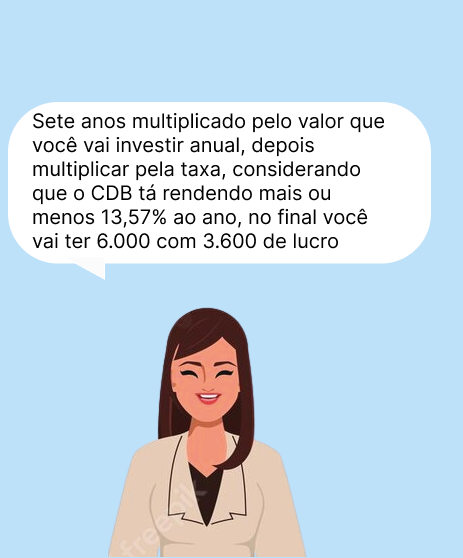 Sete anos multiplicado pelo valor que
você vai investir anual, depois
multiplicar pela taxa, considerando
que o CDB tá rendendo mais ou
menos 13,57% ao ano, no final você
vai ter 6.000 com 3.600 de lucro
freepik